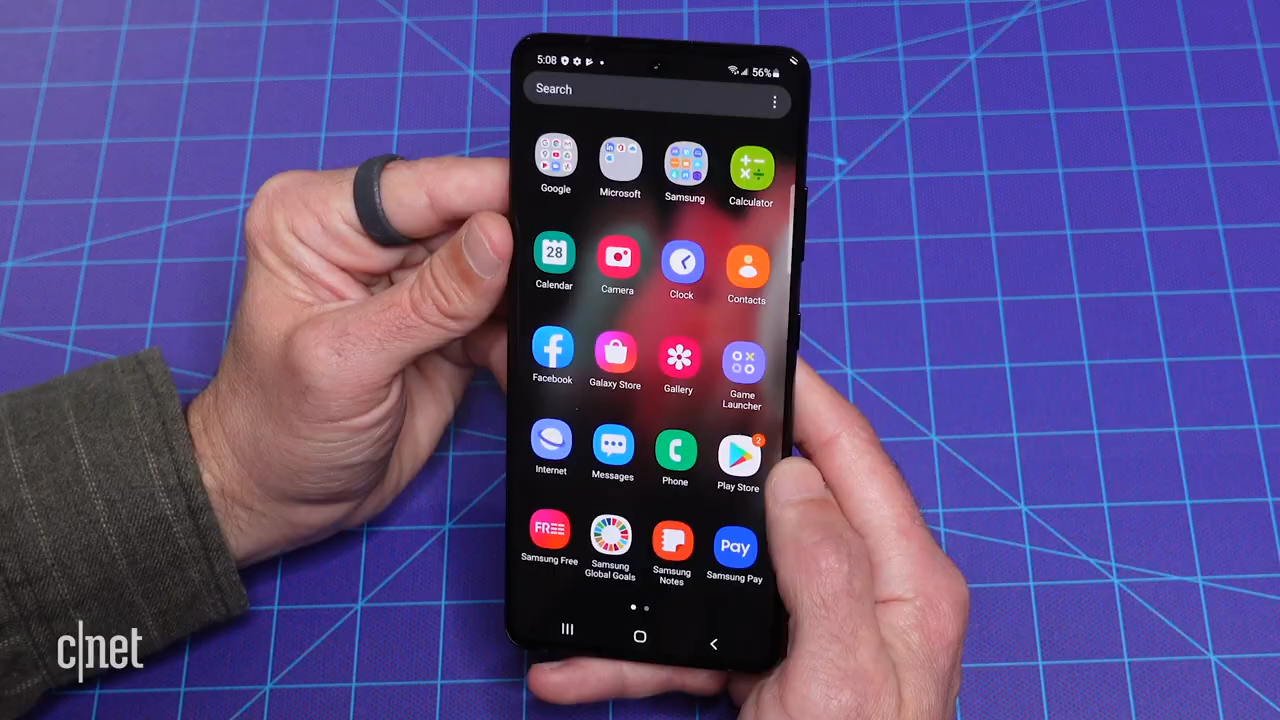 5:08
56%
Search
Google
Microsoft
Samsung
Calculator
28
Calendar
Camera
Clock
Contacts
Facebook
Galaxy Store
Gallery
Game
Launcher
2
Internet
Messages
Phone
Play Store
FREE
Pay
Samsung Free
Samsung
Global Goals
Samsung
Notes
Samsung Pay
c|net